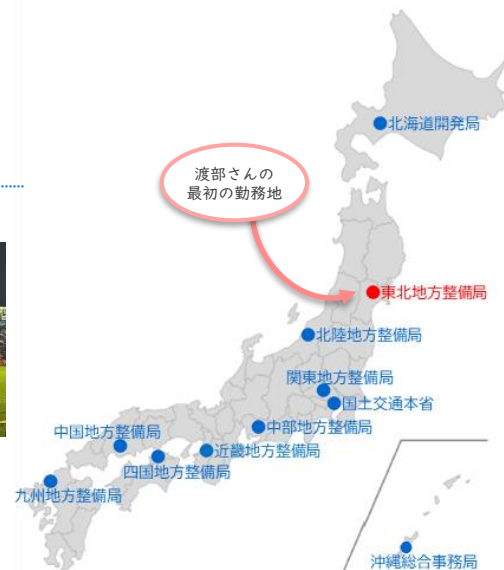 北海道開発局
渡部さんの
最初の勤務地
東北地方整備局
北陸地方整備局
関東地方整備局
国土交通本省
中部地方整備局
中国地方整備局
近畿地方整備局
四国地方整備局
九州地方整備局
沖縄総合事務局